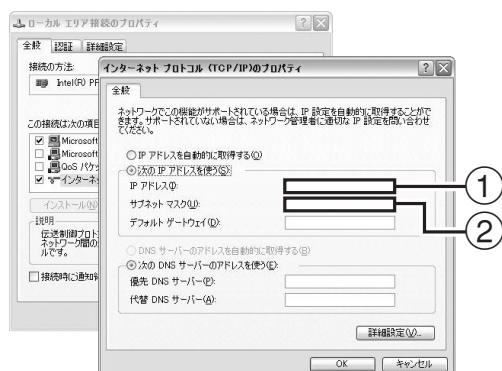 ローカル エリア接続のプロパティ
全般 認証 詳細設定
接続の方法:
Intel(R) PF
この接続は次の項目
Microsoft
Microsoft
QoS パケッ
インターネッ
インストール(N)
説明
伝送制御プロト
ネットワーク間の
ルです。
接続時に通知領
インターネット プロトコル (TCP/IP)のプロパティ
全般
ネットワークでこの機能がサポートされている場合は、IP 設定を自動的に取得することがで
きます。サポートされていない場合は、ネットワーク管理者に適切な IP 設定を問い合わせ
てください。
IP アドレスを自動的に取得する(O)
次の IP アドレスを使う(S):
IP アドレス(I):
サブネット マスク(U):
デフォルト ゲートウェイ(D):
DNS サーバーのアドレスを自動的に取得する(B)
次の DNS サーバーのアドレスを使う(E):
優先 DNS サーバー(P):
代替 DNS サーバー(A):
詳細設定(V)...
OK キャンセル
1
2